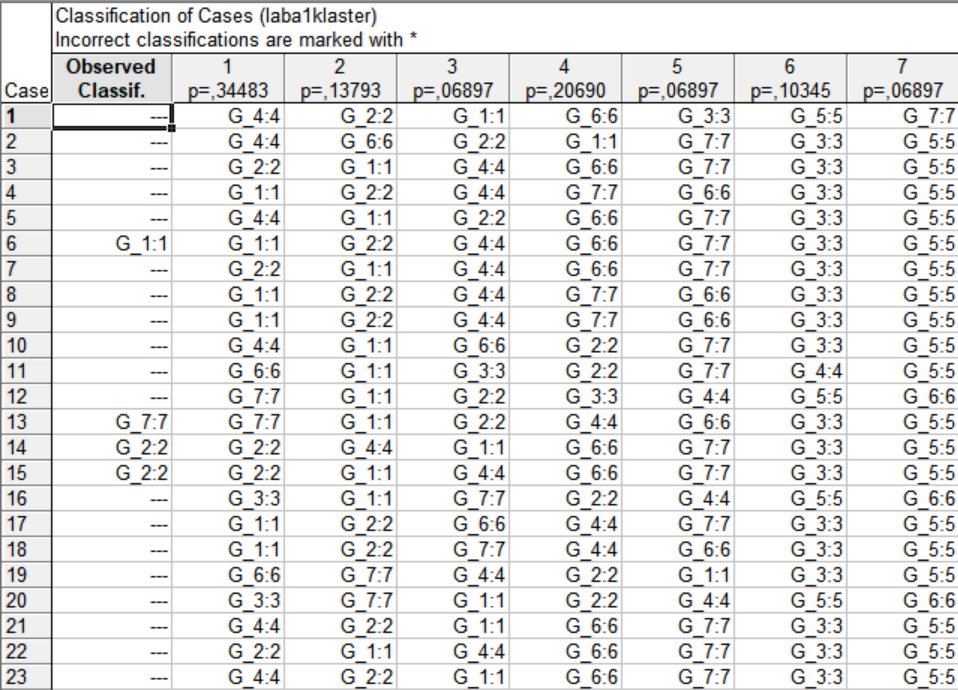 Classification of Cases (laba1klaster)
Incorrect classifications are marked with *
Observed 1 2 3 4 5 6 7
Case Classif. p=,34483 p=,13793 p=,06897 p=,20690 p=,06897 p=,10345 p=,06897
1 --- G_4:4 G_2:2 G_1:1 G_6:6 G_3:3 G_5:5 G_7:7
2 --- G_4:4 G_6:6 G_2:2 G_1:1 G_7:7 G_3:3 G_5:5
3 --- G_2:2 G_1:1 G_4:4 G_6:6 G_7:7 G_3:3 G_5:5
4 --- G_1:1 G_2:2 G_4:4 G_7:7 G_6:6 G_3:3 G_5:5
5 --- G_4:4 G_1:1 G_2:2 G_6:6 G_7:7 G_3:3 G_5:5
6 G_1:1 G_1:1 G_2:2 G_4:4 G_6:6 G_7:7 G_3:3 G_5:5
7 --- G_2:2 G_1:1 G_4:4 G_6:6 G_7:7 G_3:3 G_5:5
8 --- G_1:1 G_2:2 G_4:4 G_7:7 G_6:6 G_3:3 G_5:5
9 --- G_1:1 G_2:2 G_4:4 G_7:7 G_6:6 G_3:3 G_5:5
10 --- G_4:4 G_1:1 G_6:6 G_2:2 G_7:7 G_3:3 G_5:5
11 --- G_6:6 G_1:1 G_3:3 G_2:2 G_7:7 G_4:4 G_5:5
12 --- G_7:7 G_1:1 G_2:2 G_3:3 G_4:4 G_5:5 G_6:6
13 G_7:7 G_7:7 G_1:1 G_2:2 G_4:4 G_6:6 G_3:3 G_5:5
14 G_2:2 G_2:2 G_4:4 G_1:1 G_6:6 G_7:7 G_3:3 G_5:5
15 G_2:2 G_2:2 G_1:1 G_4:4 G_6:6 G_7:7 G_3:3 G_5:5
16 --- G_3:3 G_1:1 G_7:7 G_2:2 G_4:4 G_5:5 G_6:6
17 --- G_1:1 G_2:2 G_6:6 G_4:4 G_7:7 G_3:3 G_5:5
18 --- G_1:1 G_2:2 G_7:7 G_4:4 G_6:6 G_3:3 G_5:5
19 --- G_6:6 G_7:7 G_4:4 G_2:2 G_1:1 G_3:3 G_5:5
20 --- G_3:3 G_7:7 G_1:1 G_2:2 G_4:4 G_5:5 G_6:6
21 --- G_4:4 G_2:2 G_1:1 G_6:6 G_7:7 G_3:3 G_5:5
22 --- G_2:2 G_1:1 G_4:4 G_6:6 G_7:7 G_3:3 G_5:5
23 --- G_4:4 G_2:2 G_1:1 G_6:6 G_7:7 G_3:3 G_5:5